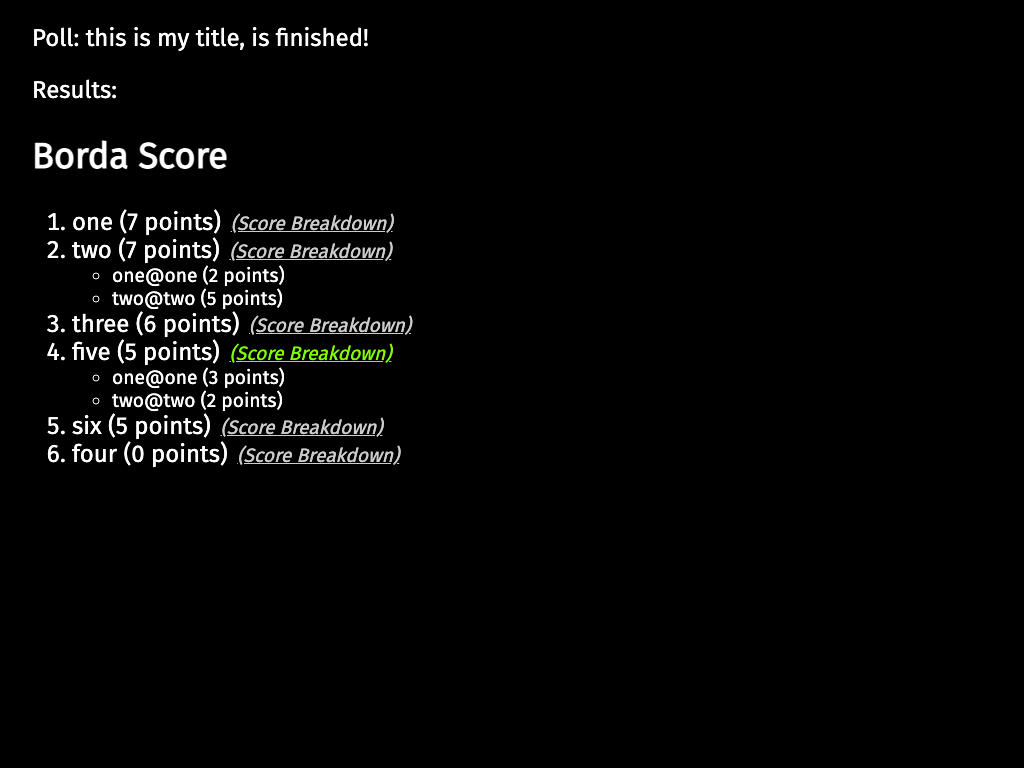 Poll: this is my title, is finished!
Results:
Borda Score
1. one (7 points) (Score Breakdown)
2. two (7 points) (Score Breakdown)
one@one (2 points)
two@two (5 points)
3. three (6 points) (Score Breakdown)
4. five (5 points) (Score Breakdown)
one@one (3 points)
two@two (2 points)
5. six (5 points) (Score Breakdown)
6. four (0 points) (Score Breakdown)